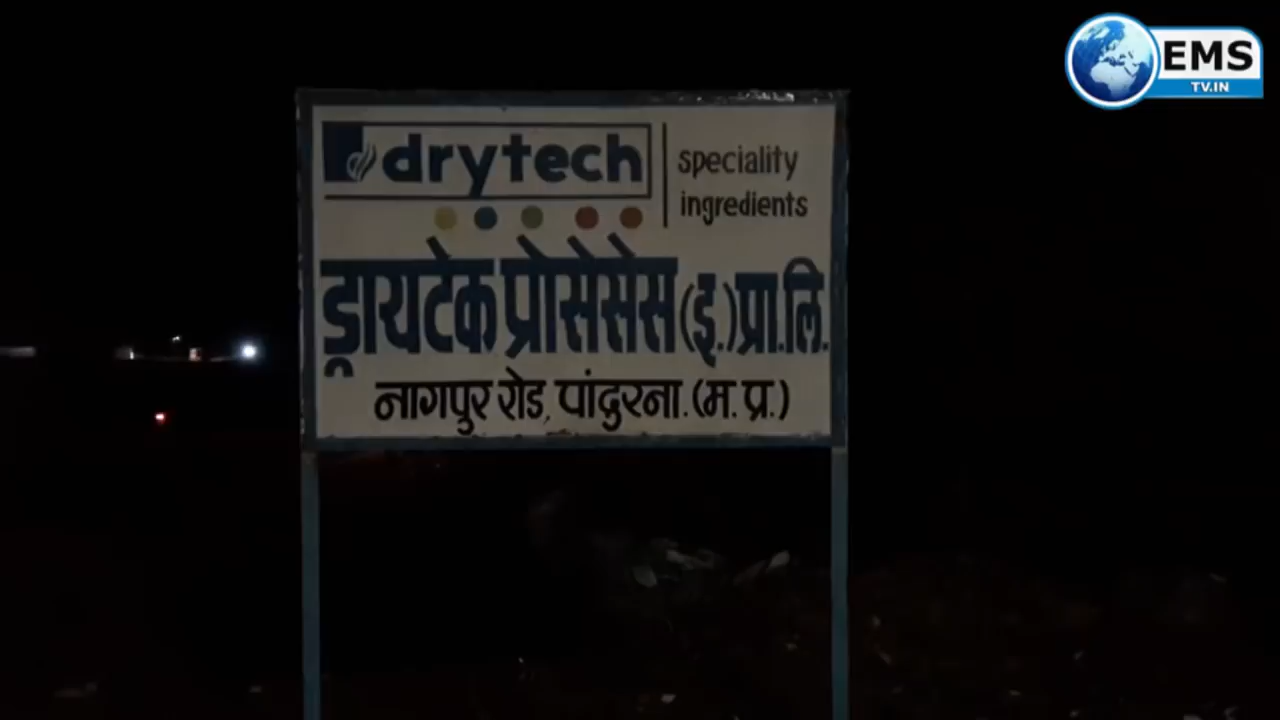 EMS
TV.IN
drytech
speciality
ingredients
ड्रायटेक प्रोसेसेस (इ.) प्रा.लि.
नागपुर रोड, पांदुरना. (म. प्र.)